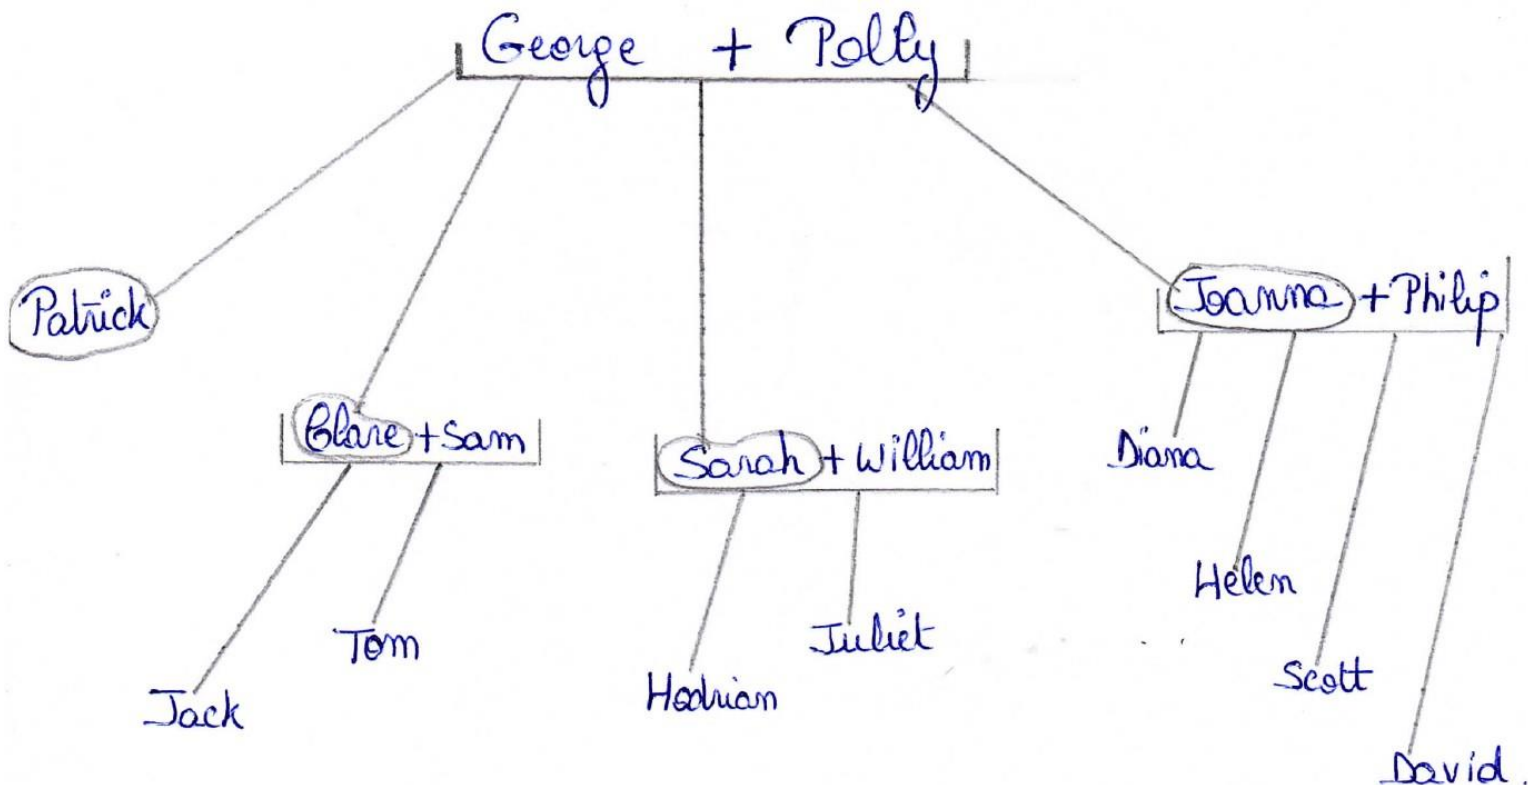 George + Polly
Patrick
Joanna + Philip
Clare + Sam
Sarah + William
Diana
Helen
Tom
Juliet
Scott
Jack
Hadrian
David.